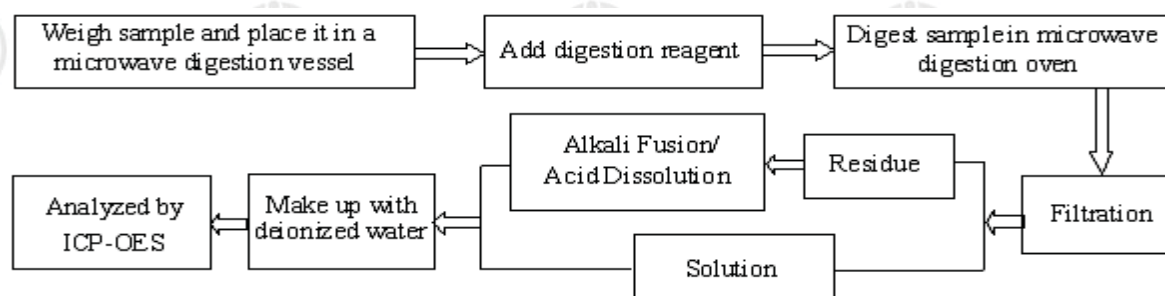 Weigh sample and place it in a
microwave digestion vessel
Add digestion reagent
Digest sample in microwave
digestion oven
Filtration
Residue
Alkali Fusion/
Acid Dissolution
Solution
Make up with
deionized water
Analyzed by
ICP-OES